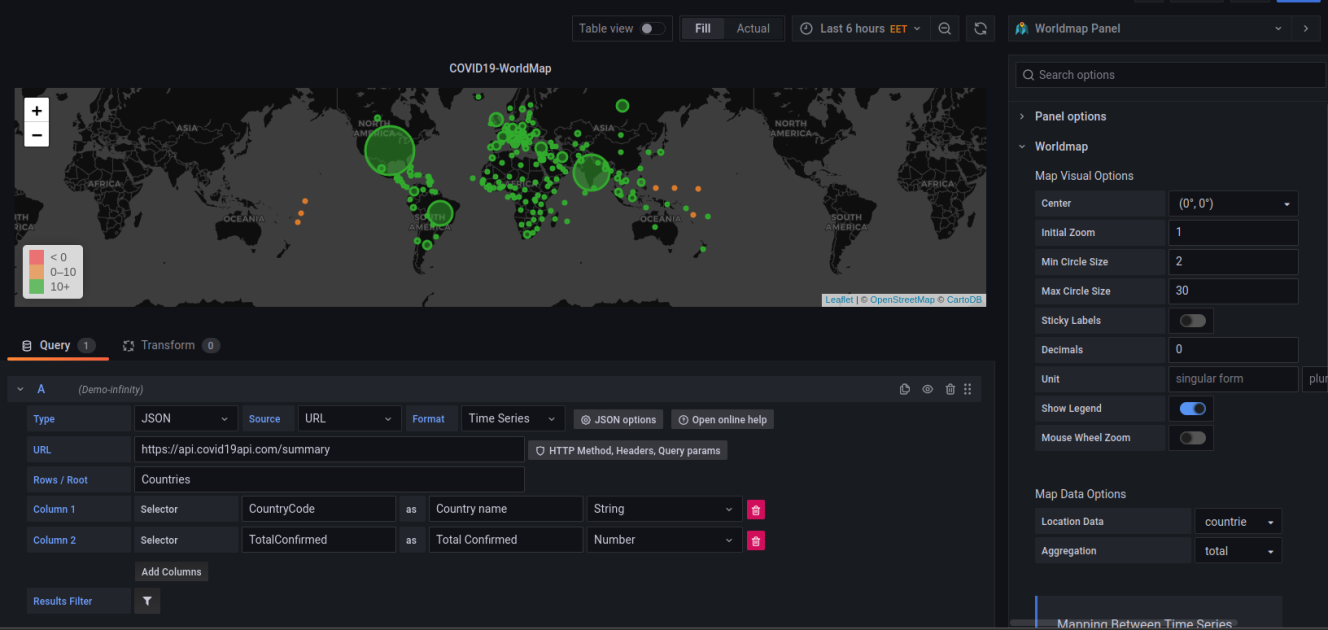 Table view Fill Actual Last 6 hours EET Worldmap Panel
COVID19-WorldMap
Search options
+
−
ASIA NORTH AMERICA ASIA NORTH AMERICA
AFRICA AFRICA AFRICA
OCEANIA SOUTH AMERICA OCEANIA SOUTH AMERICA
TH
RICA
< 0
0–10
10+
Leaflet | © OpenStreetMap © CartoDB
Panel options
Worldmap
Map Visual Options
Center (0°, 0°)
Initial Zoom 1
Min Circle Size 2
Max Circle Size 30
Sticky Labels
Decimals 0
Unit singular form plur
Show Legend
Mouse Wheel Zoom
Map Data Options
Location Data countrie
Aggregation total
Mapping Between Time Series
Query 1 Transform 0
A (Demo-infinity)
Type JSON Source URL Format Time Series JSON options Open online help
URL https://api.covid19api.com/summary HTTP Method, Headers, Query params
Rows / Root Countries
Column 1 Selector CountryCode as Country name String
Column 2 Selector TotalConfirmed as Total Confirmed Number
Add Columns
Results Filter